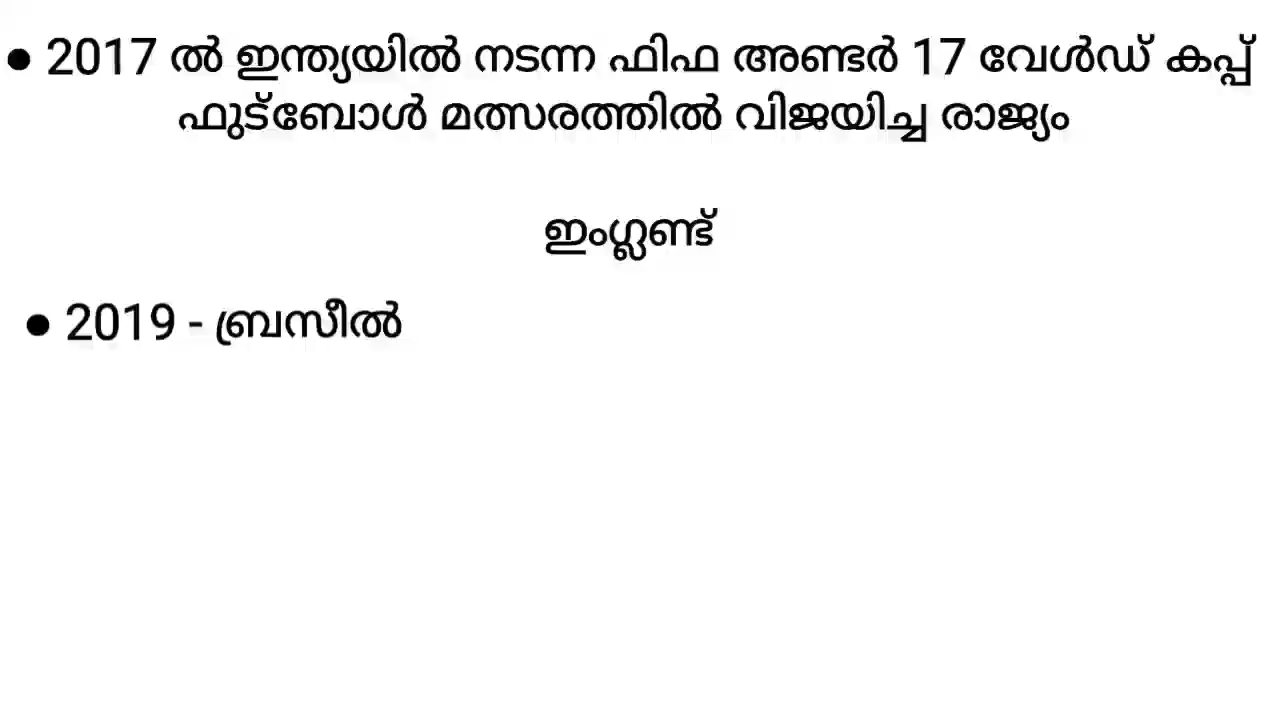 ● 2017 ൽ ഇന്ത്യയിൽ നടന്ന ഫിഫ അണ്ടർ 17 വേൾഡ് കപ്പ്
ഫുട്ബോൾ മത്സരത്തിൽ വിജയിച്ച രാജ്യം
ഇംഗ്ലണ്ട്
● 2019 - ബ്രസീൽ